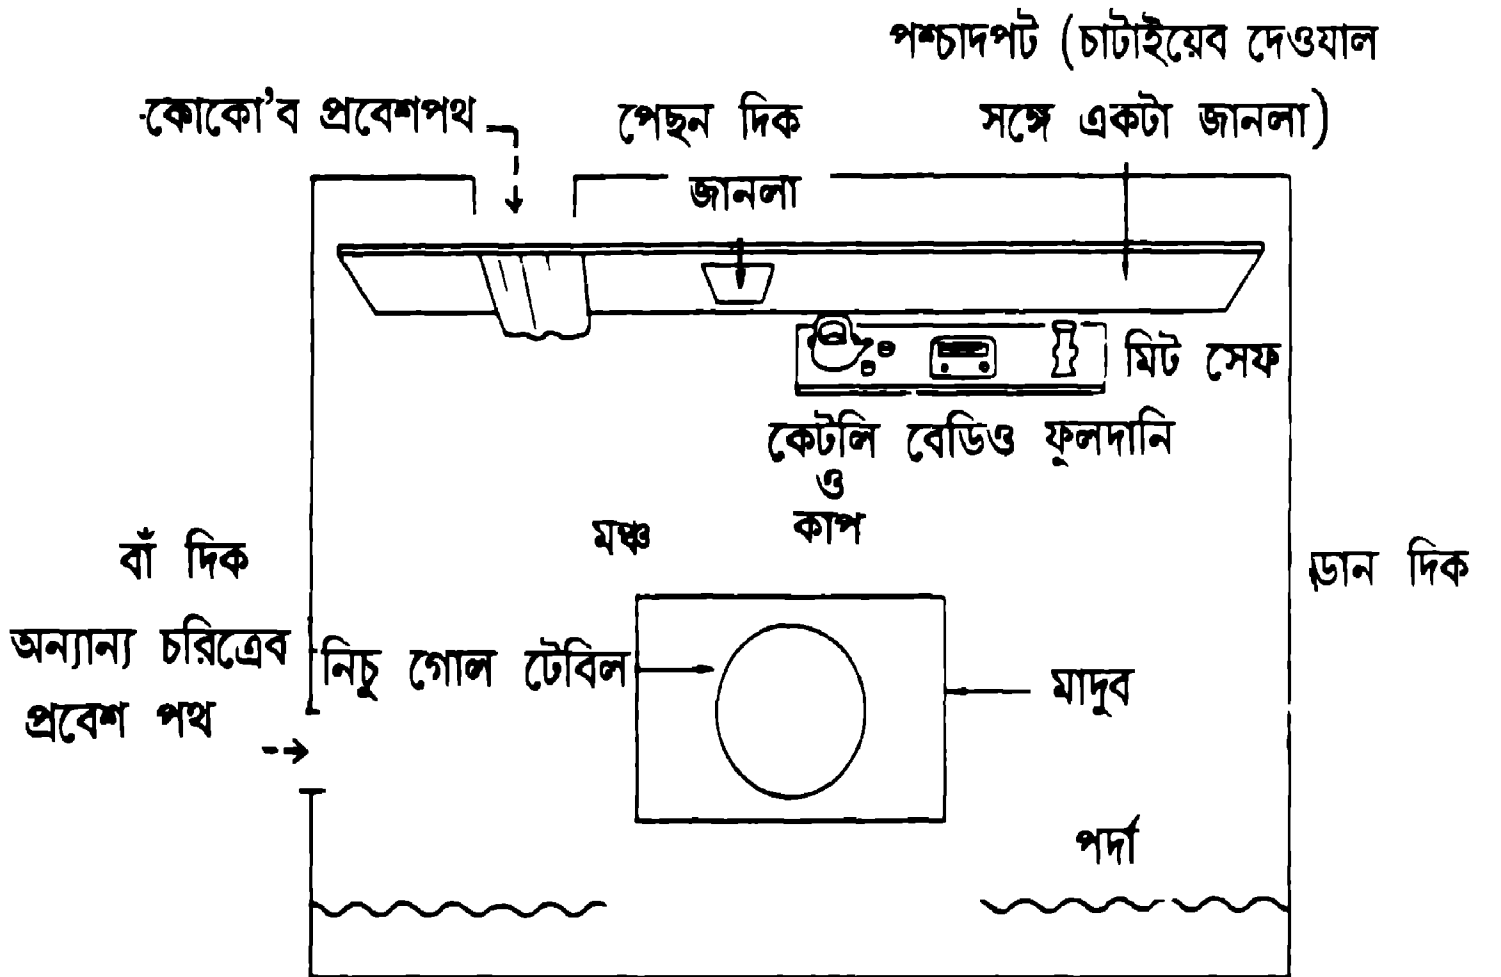 পশ্চাদপট (চাটাইয়েব দেওযাল
সঙ্গে একটা জানলা)
কোকো'ব প্রবেশপথ
পেছন দিক
জানলা
মিট সেফ
কেটলি বেডিও ফুলদানি
ও
কাপ
মঞ্চ
বাঁ দিক
ডান দিক
অন্যান্য চরিত্রেব
প্রবেশ পথ
নিচু গোল টেবিল
মাদুব
পর্দা